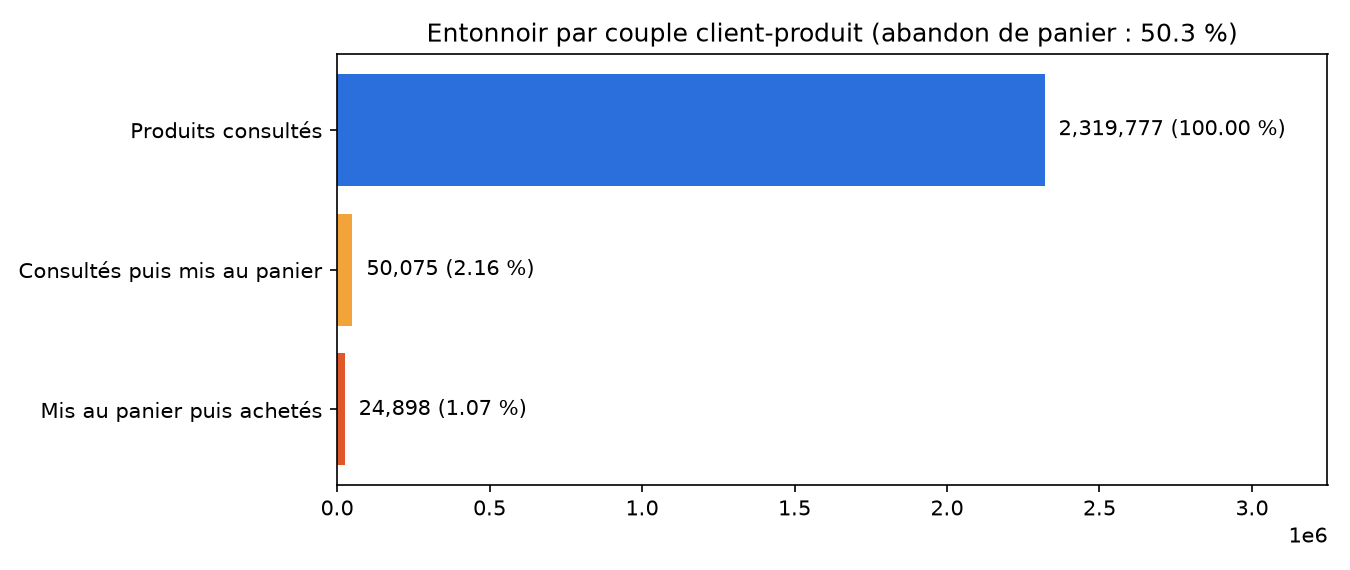 Entonnoir par couple client-produit (abandon de panier : 50.3 %)
Produits consultés
2,319,777 (100.00 %)
Consultés puis mis au panier
50,075 (2.16 %)
Mis au panier puis achetés
24,898 (1.07 %)
0.0 0.5 1.0 1.5 2.0 2.5 3.0
1e6